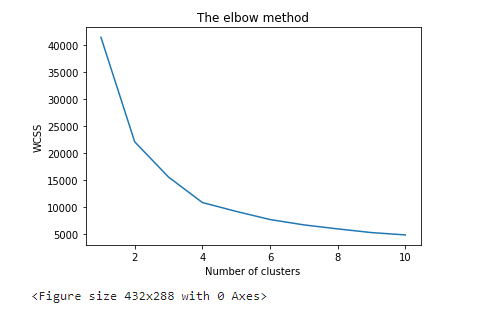 The elbow method
40000
35000
30000
25000
20000
15000
10000
5000
WCSS
2 4 6 8 10
Number of clusters
<Figure size 432x288 with 0 Axes>